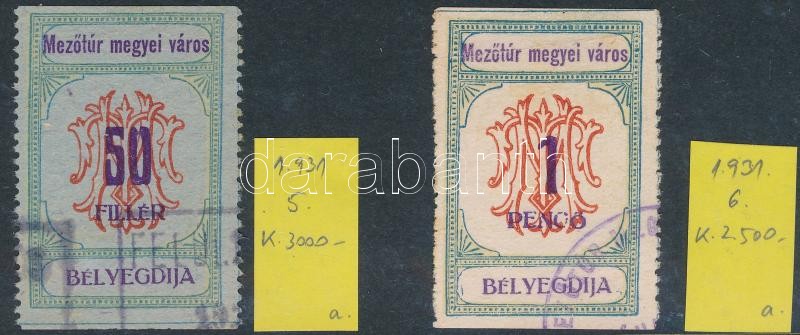 Mezőtúr megyei város
50
FILLÉR
BÉLYEGDIJA
1931
5.
K. 3000-
a.
Mezőtúr megyei város
1
PENGŐ
BÉLYEGDIJA
1931.
6.
K. 2500-
a.
darabanth